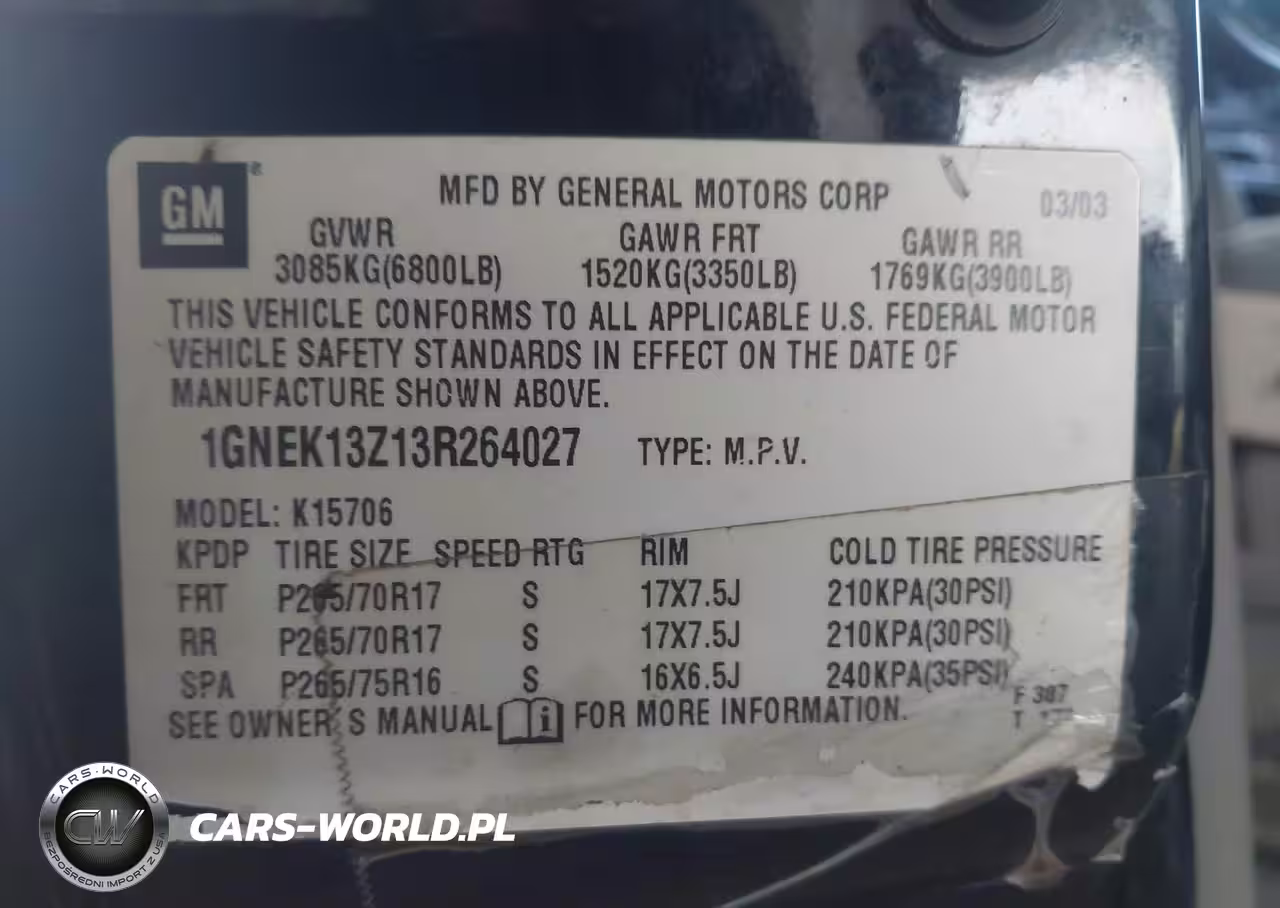 GM
MFD BY GENERAL MOTORS CORP 03/03
GVWR GAWR FRT GAWR RR
3085KG(6800LB) 1520KG(3350LB) 1769KG(3900LB)
THIS VEHICLE CONFORMS TO ALL APPLICABLE U.S. FEDERAL MOTOR
VEHICLE SAFETY STANDARDS IN EFFECT ON THE DATE OF
MANUFACTURE SHOWN ABOVE.
1GNEK13Z13R264027 TYPE: M.P.V.
MODEL: K15706
KPDP TIRE SIZE SPEED RTG RIM COLD TIRE PRESSURE
FRT P265/70R17 S 17X7.5J 210KPA(30PSI)
RR P265/70R17 S 17X7.5J 210KPA(30PSI)
SPA P265/75R16 S 16X6.5J 240KPA(35PSI)
SEE OWNER'S MANUAL FOR MORE INFORMATION.
F 387
T
CARS-WORLD
CW
BEZPOŚREDNI IMPORT Z USA
CARS-WORLD.PL